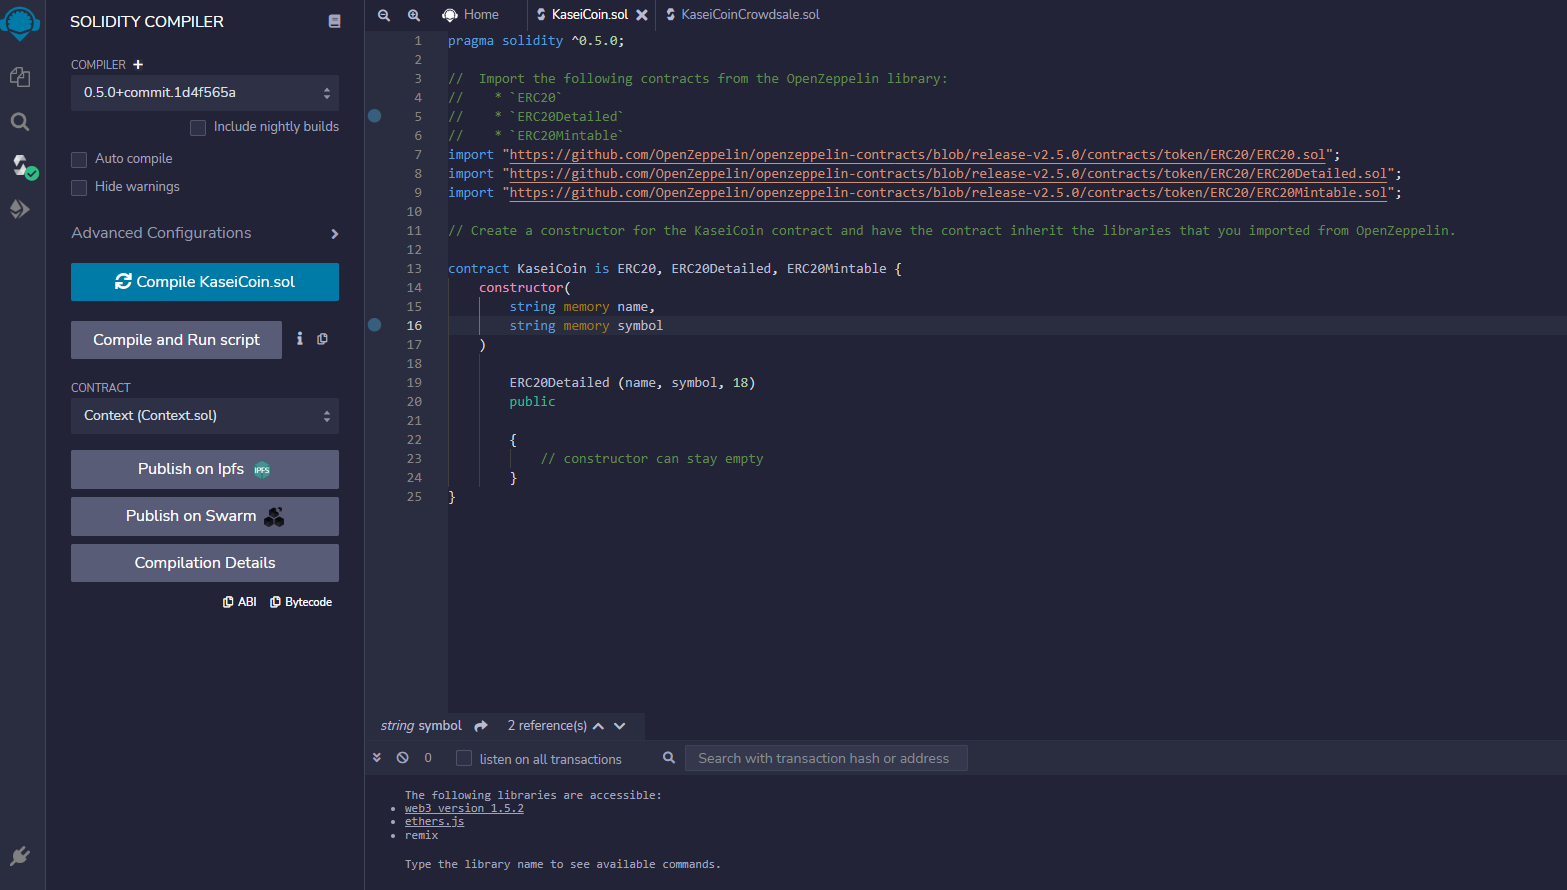 SOLIDITY COMPILER
COMPILER +
0.5.0+commit.1d4f565a
Include nightly builds
Auto compile
Hide warnings
Advanced Configurations
Compile KaseiCoin.sol
Compile and Run script
CONTRACT
Context (Context.sol)
Publish on Ipfs IPFS
Publish on Swarm
Compilation Details
ABI Bytecode
Home KaseiCoin.sol KaseiCoinCrowdsale.sol
1 pragma solidity ^0.5.0;
2
3 //  Import the following contracts from the OpenZeppelin library:
4 //    * `ERC20`
5 //    * `ERC20Detailed`
6 //    * `ERC20Mintable`
7 import "https://github.com/OpenZeppelin/openzeppelin-contracts/blob/release-v2.5.0/contracts/token/ERC20/ERC20.sol";
8 import "https://github.com/OpenZeppelin/openzeppelin-contracts/blob/release-v2.5.0/contracts/token/ERC20/ERC20Detailed.sol";
9 import "https://github.com/OpenZeppelin/openzeppelin-contracts/blob/release-v2.5.0/contracts/token/ERC20/ERC20Mintable.sol";
10
11 // Create a constructor for the KaseiCoin contract and have the contract inherit the libraries that you imported from OpenZeppelin.
12
13 contract KaseiCoin is ERC20, ERC20Detailed, ERC20Mintable {
14     constructor(
15         string memory name,
16         string memory symbol
17     )
18
19         ERC20Detailed (name, symbol, 18)
20         public
21
22         {
23             // constructor can stay empty
24         }
25 }
string symbol 2 reference(s)
0 listen on all transactions Search with transaction hash or address
The following libraries are accessible:
• web3 version 1.5.2
• ethers.js
• remix
Type the library name to see available commands.